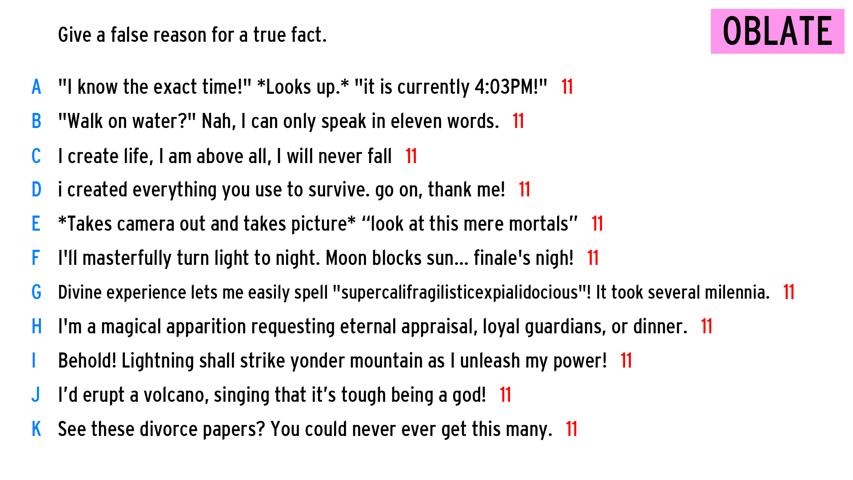 Give a false reason for a true fact.
OBLATE
A "I know the exact time!" *Looks up.* "it is currently 4:03PM!" 11
B "Walk on water?" Nah, I can only speak in eleven words. 11
C I create life, I am above all, I will never fall 11
D i created everything you use to survive. go on, thank me! 11
E *Takes camera out and takes picture* “look at this mere mortals” 11
F I'll masterfully turn light to night. Moon blocks sun... finale's nigh! 11
G Divine experience lets me easily spell "supercalifragilisticexpialidocious"! It took several milennia. 11
H I'm a magical apparition requesting eternal appraisal, loyal guardians, or dinner. 11
I Behold! Lightning shall strike yonder mountain as I unleash my power! 11
J I’d erupt a volcano, singing that it’s tough being a god! 11
K See these divorce papers? You could never ever get this many. 11